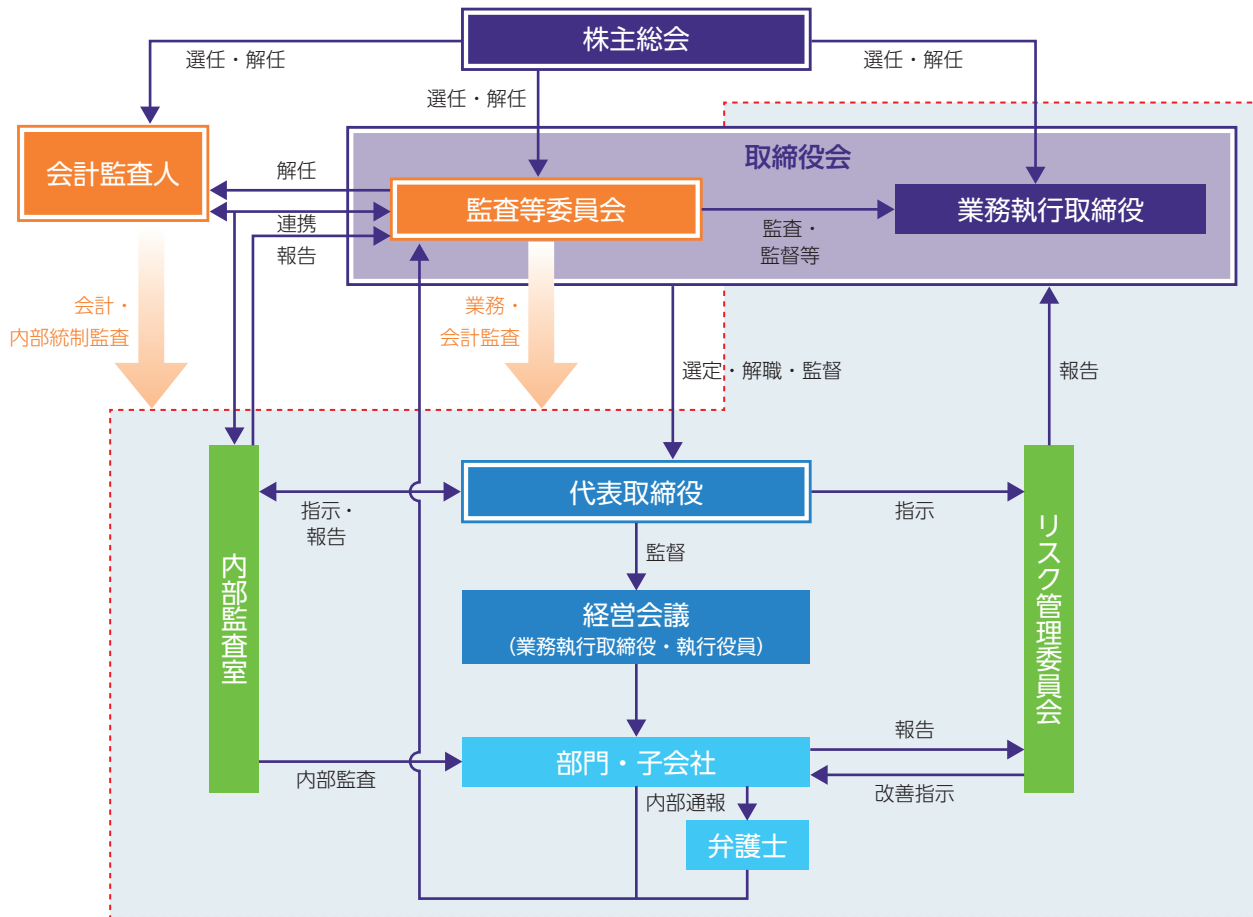 株主総会
選任・解任
選任・解任
選任・解任
会計監査人
取締役会
解任
監査等委員会
業務執行取締役
連携
監査・
監督等
報告
会計・
内部統制監査
業務・
会計監査
選定・解職・監督
報告
代表取締役
指示・
報告
指示
監督
内部監査室
リスク管理委員会
経営会議
（業務執行取締役・執行役員）
報告
部門・子会社
内部監査
改善指示
内部通報
弁護士